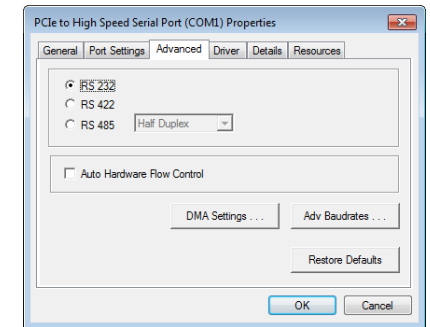 PCIe to High Speed Serial Port (COM1) Properties
General Port Settings Advanced Driver Details Resources
RS 232
RS 422
RS 485 Half Duplex
Auto Hardware Flow Control
DMA Settings . . . Adv Baudrates . . .
Restore Defaults
OK Cancel